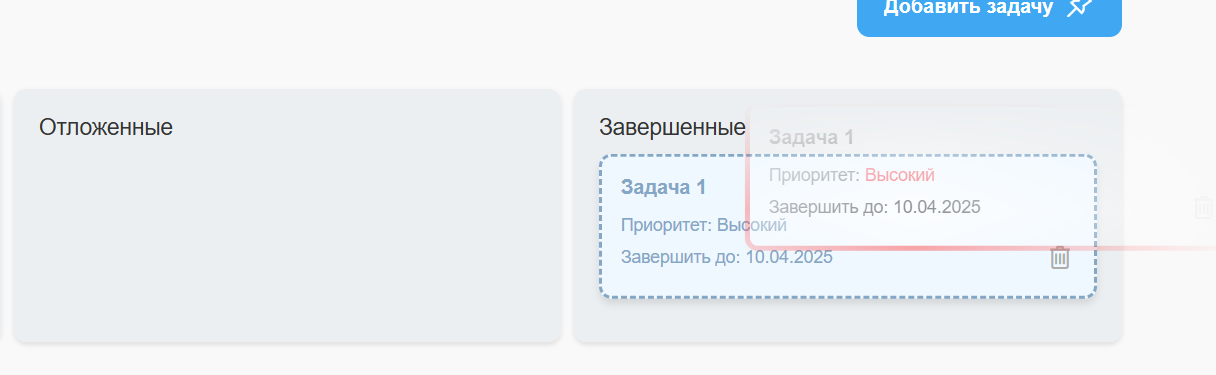 Добавить задачу
Отложенные
Завершенные
Задача 1
Приоритет: Высокий
Завершить до: 10.04.2025
Задача 1
Приоритет: Высокий
Завершить до: 10.04.2025